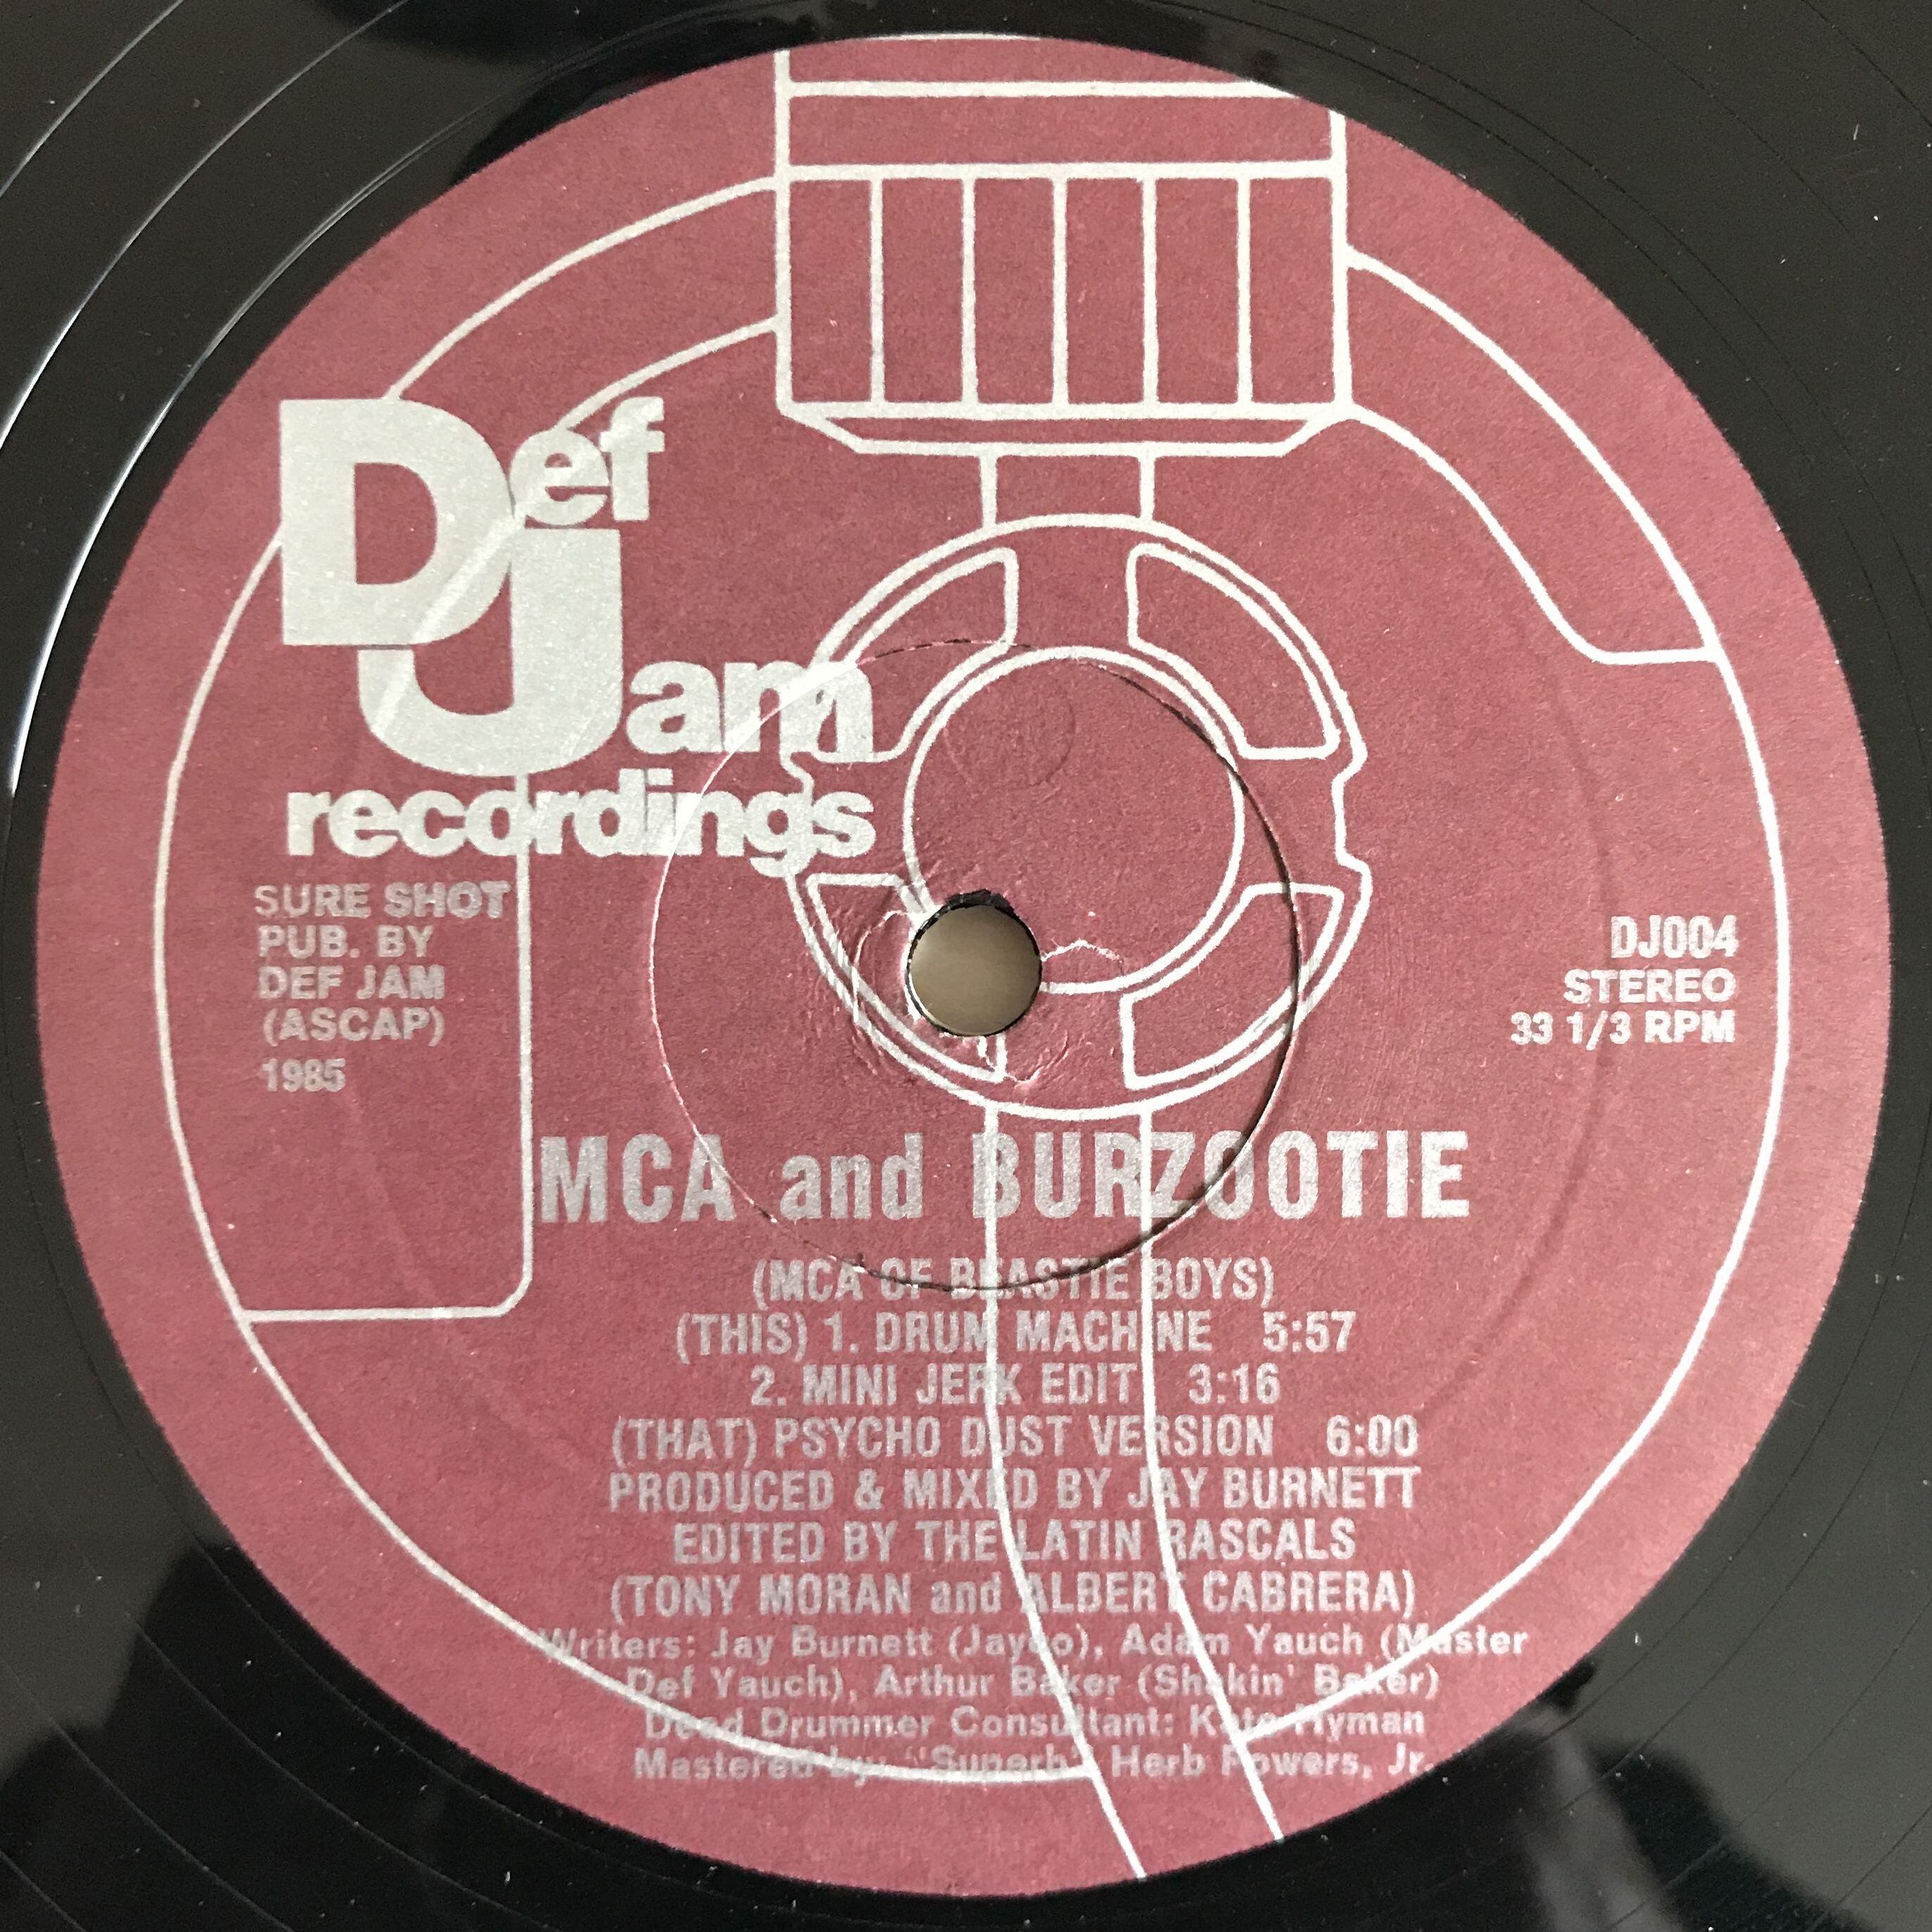 Def
Jam
recordings
SURE SHOT
PUB. BY
DEF JAM
(ASCAP)
1985
DJ004
STEREO
33 1/3 RPM
MCA and BURZOOTIE
(MCA OF BEASTIE BOYS)
(THIS) 1. DRUM MACHINE 5:57
2. MINI JERK EDIT 3:16
(THAT) PSYCHO DUST VERSION 6:00
PRODUCED & MIXED BY JAY BURNETT
EDITED BY THE LATIN RASCALS
(TONY MORAN and ALBERT CABRERA)
Writers: Jay Burnett (Jayco), Adam Yauch (Master
Def Yauch), Arthur Baker (Shakin' Baker)
Dead Drummer Consultant: Kate Hyman
Mastered by: "Superb" Herb Powers, Jr.